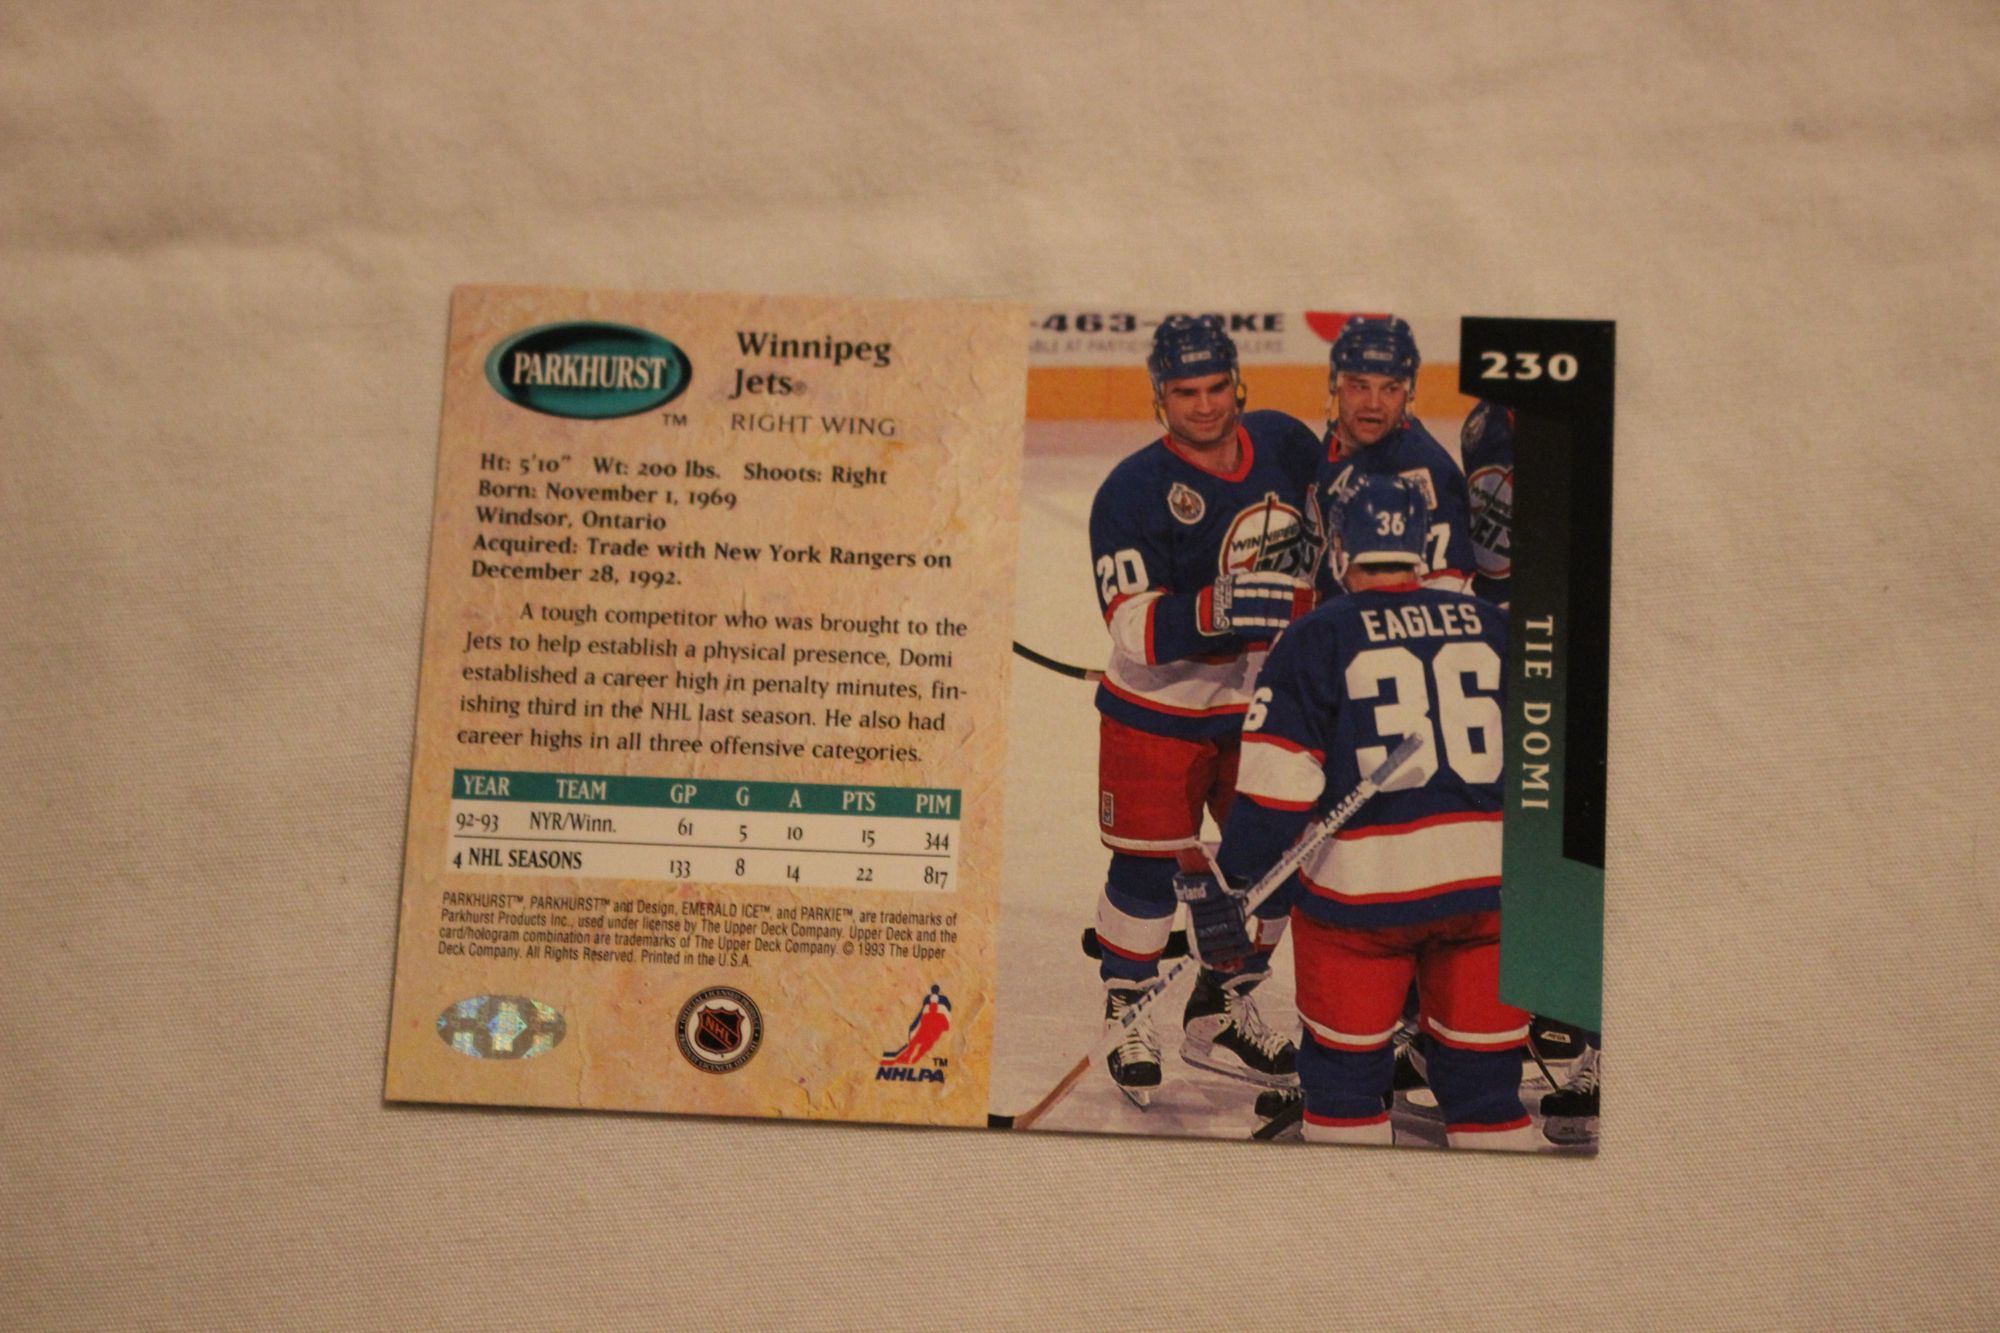 PARKHURST
TM
Winnipeg
Jets®
RIGHT WING
Ht: 5'10" Wt: 200 lbs. Shoots: Right
Born: November 1, 1969
Windsor, Ontario
Acquired: Trade with New York Rangers on
December 28, 1992.
A tough competitor who was brought to the
Jets to help establish a physical presence, Domi
established a career high in penalty minutes, fin-
ishing third in the NHL last season. He also had
career highs in all three offensive categories.
YEAR TEAM GP G A PTS PIM
92-93 NYR/Winn. 61 5 10 15 344
4 NHL SEASONS 133 8 14 22 817
PARKHURST™, PARKHURST™ and Design, EMERALD ICE™, and PARKIE™, are trademarks of
Parkhurst Products Inc., used under license by The Upper Deck Company. Upper Deck and the
card/hologram combination are trademarks of The Upper Deck Company. © 1993 The Upper
Deck Company. All Rights Reserved. Printed in the U.S.A.
NHL
TM
NHLPA
-463-COKE
230
TIE DOMI
20
WINNIPEG
JETS
A
7
36
EAGLES
36
6